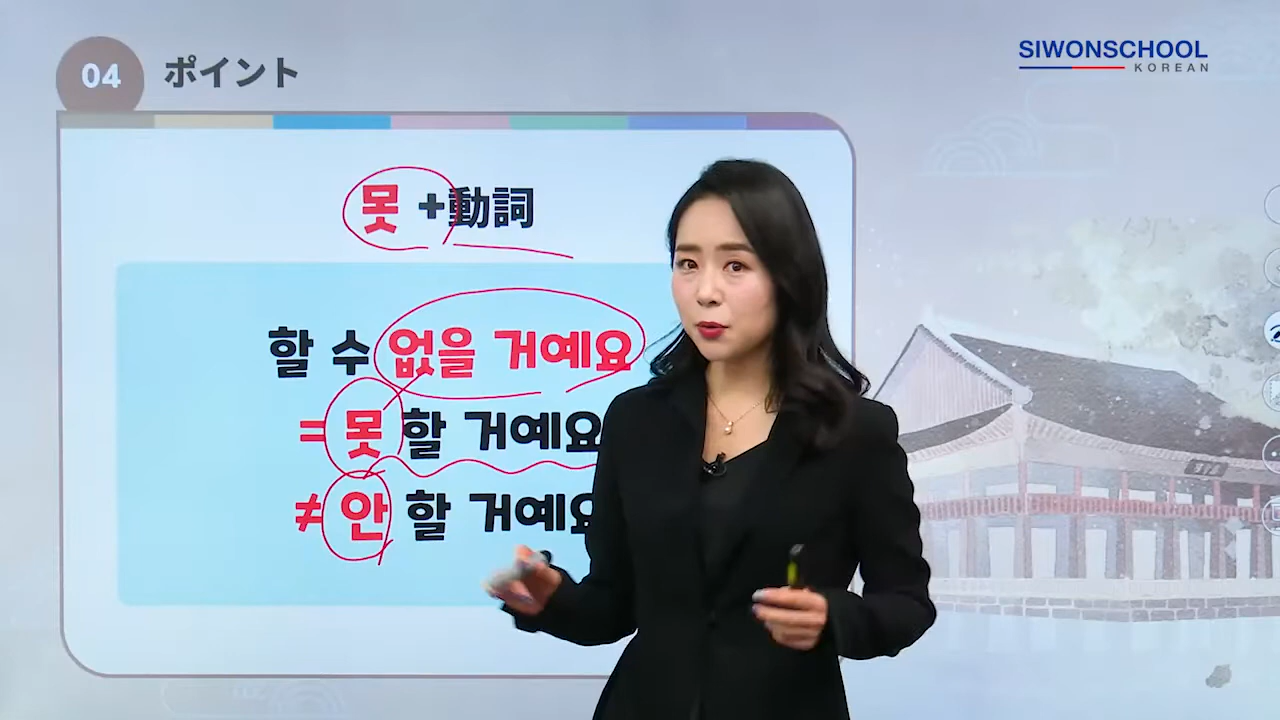 04 ポイント
SIWONSCHOOL
KOREAN
못 +動詞
할 수 없을 거예요
= 못 할 거예요
≠ 안 할 거예요